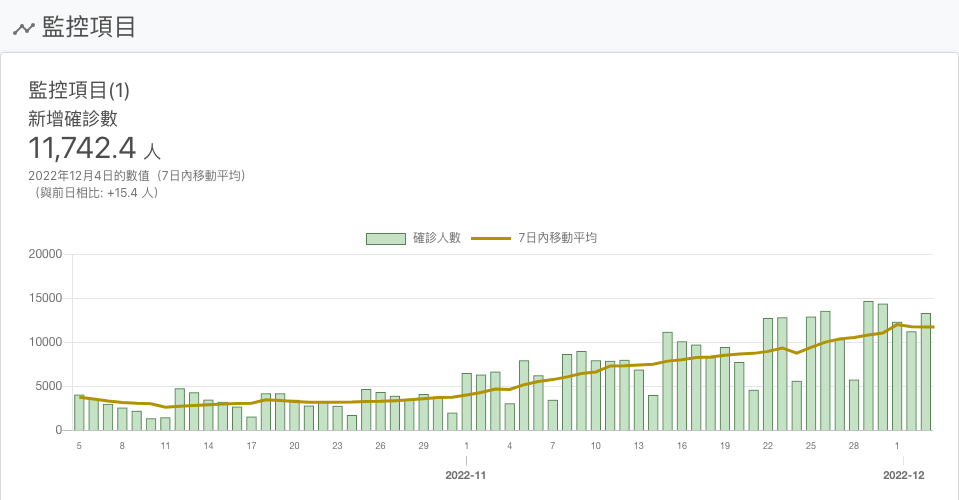 監控項目
監控項目(1)
新增確診數
11,742.4 人
2022年12月4日的數值（7日內移動平均）
（與前日相比: +15.4 人）
確診人數 7日內移動平均
20000
15000
10000
5000
0
5 8 11 14 17 20 23 26 29 1 4 7 10 13 16 19 22 25 28 1
2022-11 2022-12